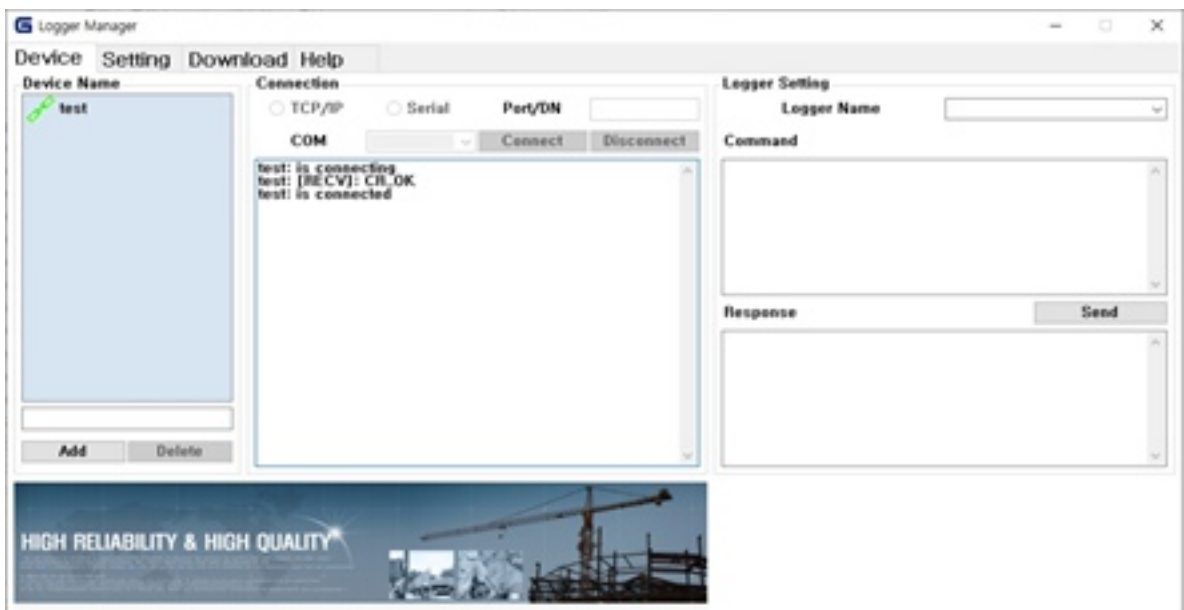 Logger Manager
Device Setting Download Help
Device Name
test
Add Delete
Connection
TCP/IP Serial Port/DN
COM Connect Disconnect
test: is connecting
test: [RECV]: CR_OK
test: is connected
Logger Setting
Logger Name
Command
Response Send
HIGH RELIABILITY & HIGH QUALITY